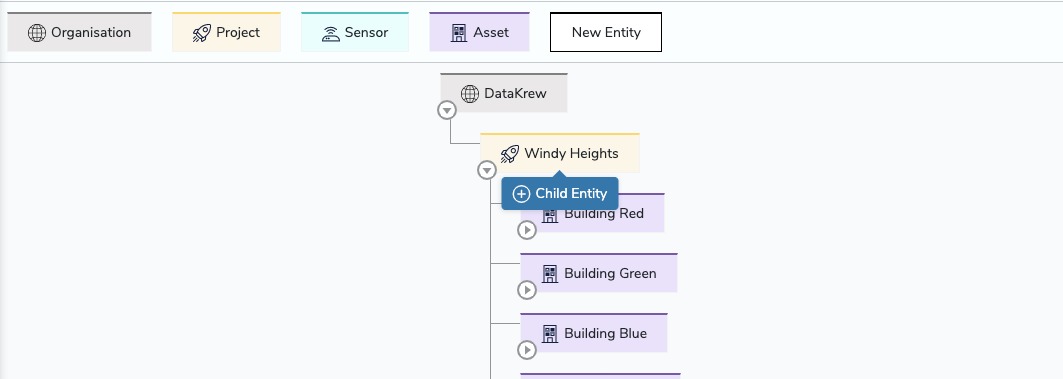 Organisation
Project
Sensor
Asset
New Entity
DataKrew
Windy Heights
Child Entity
Building Red
Building Green
Building Blue